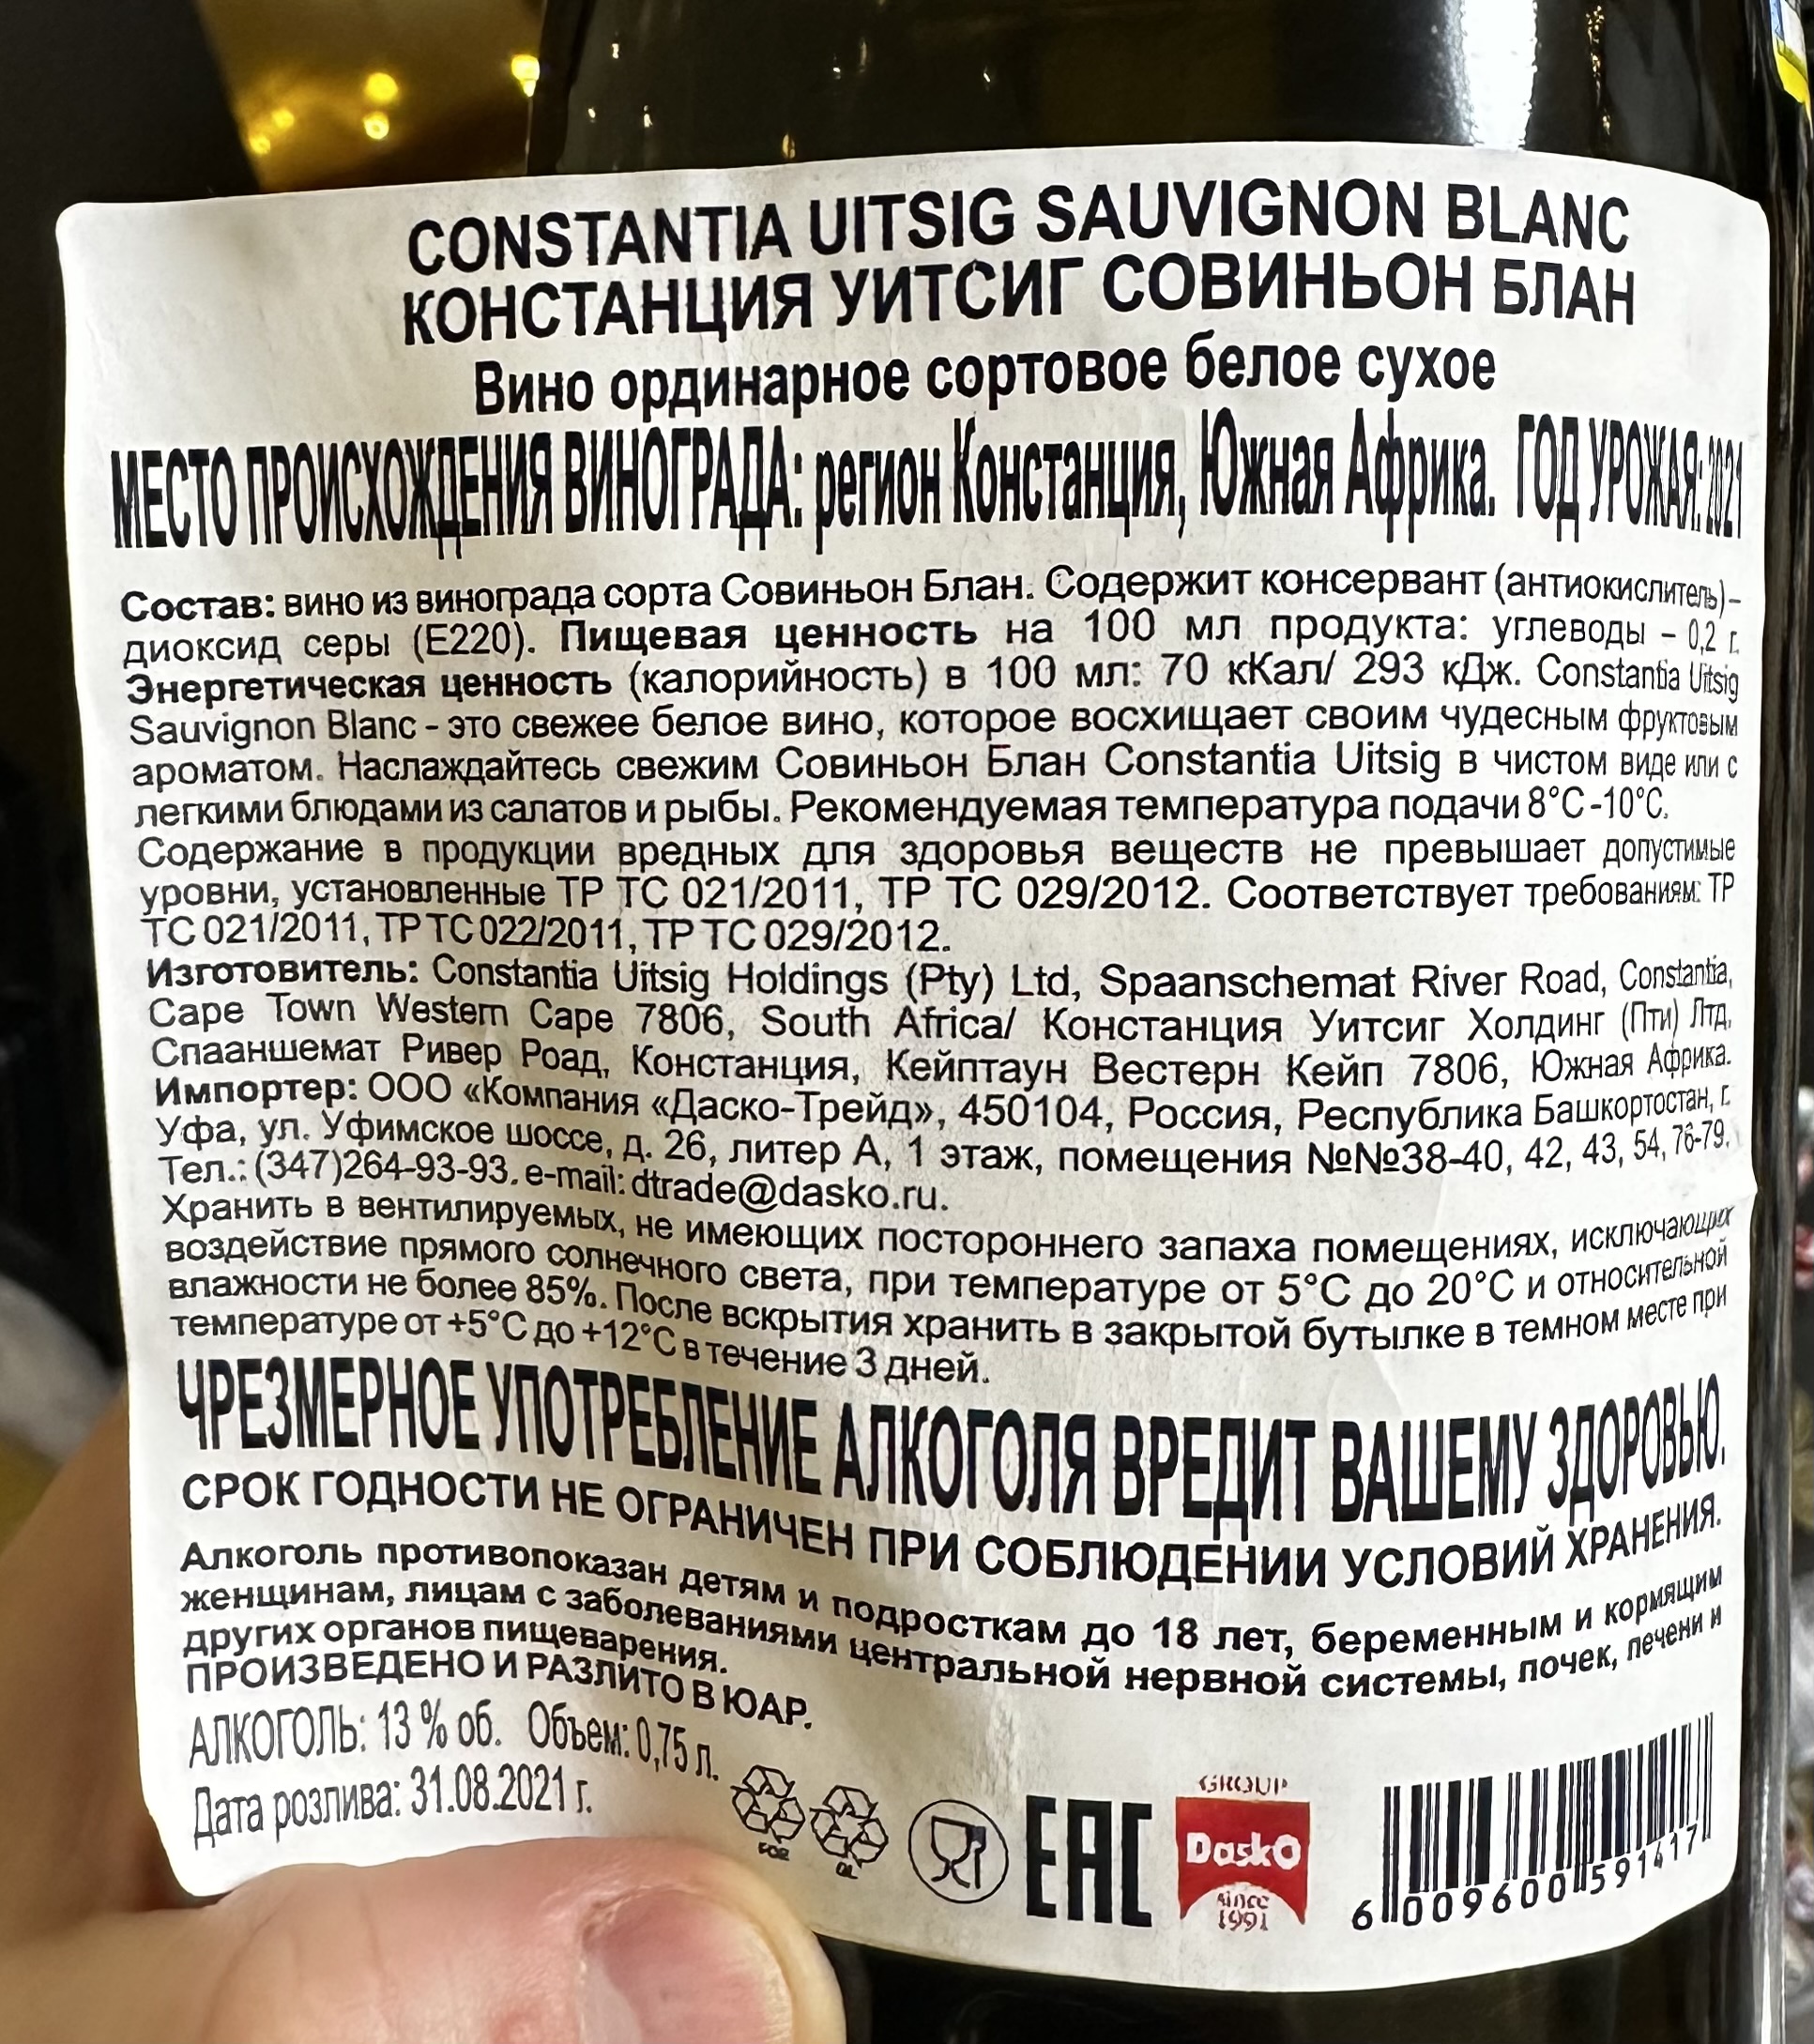 CONSTANTIA UITSIG SAUVIGNON BLANC
КОНСТАНЦИЯ УИТСИГ СОВИНЬОН БЛАН
Вино ординарное сортовое белое сухое
МЕСТО ПРОИСХОЖДЕНИЯ ВИНОГРАДА: регион Констанция, Южная Африка. ГОД УРОЖАЯ: 2021
Состав: вино из винограда сорта Совиньон Блан. Содержит консервант (антиокислитель) –
диоксид серы (Е220). Пищевая ценность на 100 мл продукта: углеводы – 0,2 г.
Энергетическая ценность (калорийность) в 100 мл: 70 кКал/ 293 кДж. Constantia Uitsig
Sauvignon Blanc - это свежее белое вино, которое восхищает своим чудесным фруктовым
ароматом. Наслаждайтесь свежим Совиньон Блан Constantia Uitsig в чистом виде или с
легкими блюдами из салатов и рыбы. Рекомендуемая температура подачи 8°С -10°С.
Содержание в продукции вредных для здоровья веществ не превышает допустимые
уровни, установленные ТР ТС 021/2011, ТР ТС 029/2012. Соответствует требованиям: ТР
ТС 021/2011, ТР ТС 022/2011, ТР ТС 029/2012.
Изготовитель: Constantia Uitsig Holdings (Pty) Ltd, Spaanschemat River Road, Constantia,
Cape Town Western Cape 7806, South Africa/ Констанция Уитсиг Холдинг (Пти) Лтд,
Спааншемат Ривер Роад, Констанция, Кейптаун Вестерн Кейп 7806, Южная Африка.
Импортер: ООО «Компания «Даско-Трейд», 450104, Россия, Республика Башкортостан, г.
Уфа, ул. Уфимское шоссе, д. 26, литер А, 1 этаж, помещения №№38-40, 42, 43, 54, 76-79.
Тел.: (347)264-93-93. e-mail: dtrade@dasko.ru.
Хранить в вентилируемых, не имеющих постороннего запаха помещениях, исключающих
воздействие прямого солнечного света, при температуре от 5°С до 20°С и относительной
влажности не более 85%. После вскрытия хранить в закрытой бутылке в темном месте при
температуре от +5°С до +12°С в течение 3 дней.
ЧРЕЗМЕРНОЕ УПОТРЕБЛЕНИЕ АЛКОГОЛЯ ВРЕДИТ ВАШЕМУ ЗДОРОВЬЮ.
СРОК ГОДНОСТИ НЕ ОГРАНИЧЕН ПРИ СОБЛЮДЕНИИ УСЛОВИЙ ХРАНЕНИЯ.
Алкоголь противопоказан детям и подросткам до 18 лет, беременным и кормящим
женщинам, лицам с заболеваниями центральной нервной системы, почек, печени и
других органов пищеварения.
ПРОИЗВЕДЕНО И РАЗЛИТО В ЮАР.
АЛКОГОЛЬ: 13 % об. Объем: 0,75 л.
Дата розлива: 31.08.2021 г.
FOR
GL
EAC
GROUP
DaskO
since
1991
6 009600 591417